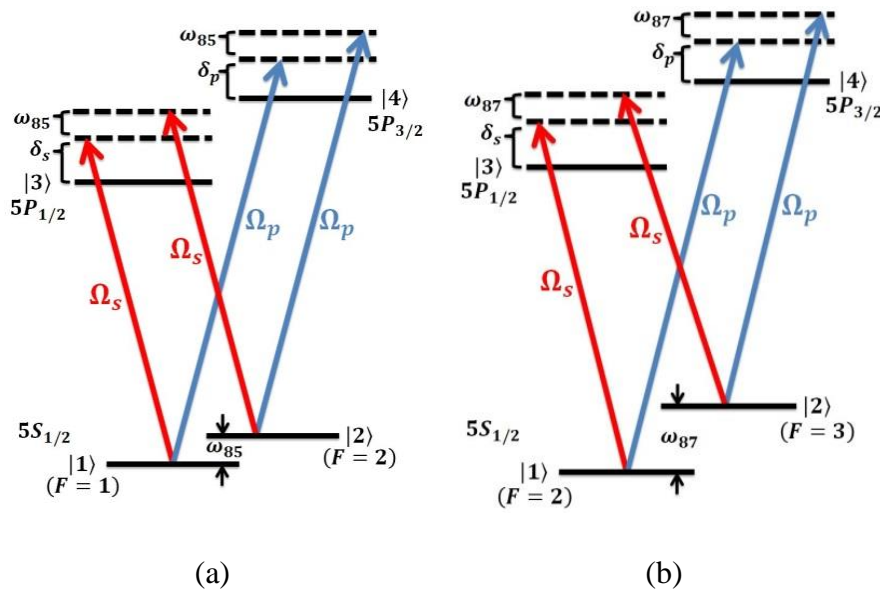 ω₈₅
δₚ
|4⟩
5P₃/₂
ω₈₅
δₛ
|3⟩
5P₁/₂
Ωₚ
Ωₚ
Ωₛ
Ωₛ
5S₁/₂
|2⟩
(F = 2)
ω₈₅
|1⟩
(F = 1)
(a)
ω₈₇
δₚ
|4⟩
5P₃/₂
ω₈₇
δₛ
|3⟩
5P₁/₂
Ωₚ
Ωₚ
Ωₛ
Ωₛ
5S₁/₂
|2⟩
(F = 3)
ω₈₇
|1⟩
(F = 2)
(b)